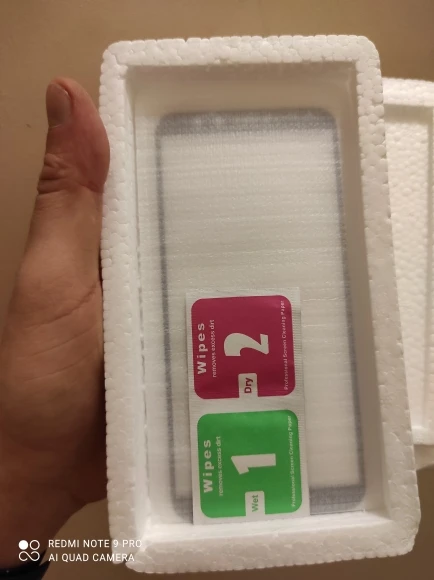 Wipes
removes excess dirt
2
Dry
Professional Screen Cleaning Paper
Wipes
removes excess dirt
1
Wet
Professional Screen Cleaning Paper
REDMI NOTE 9 PRO
AI QUAD CAMERA